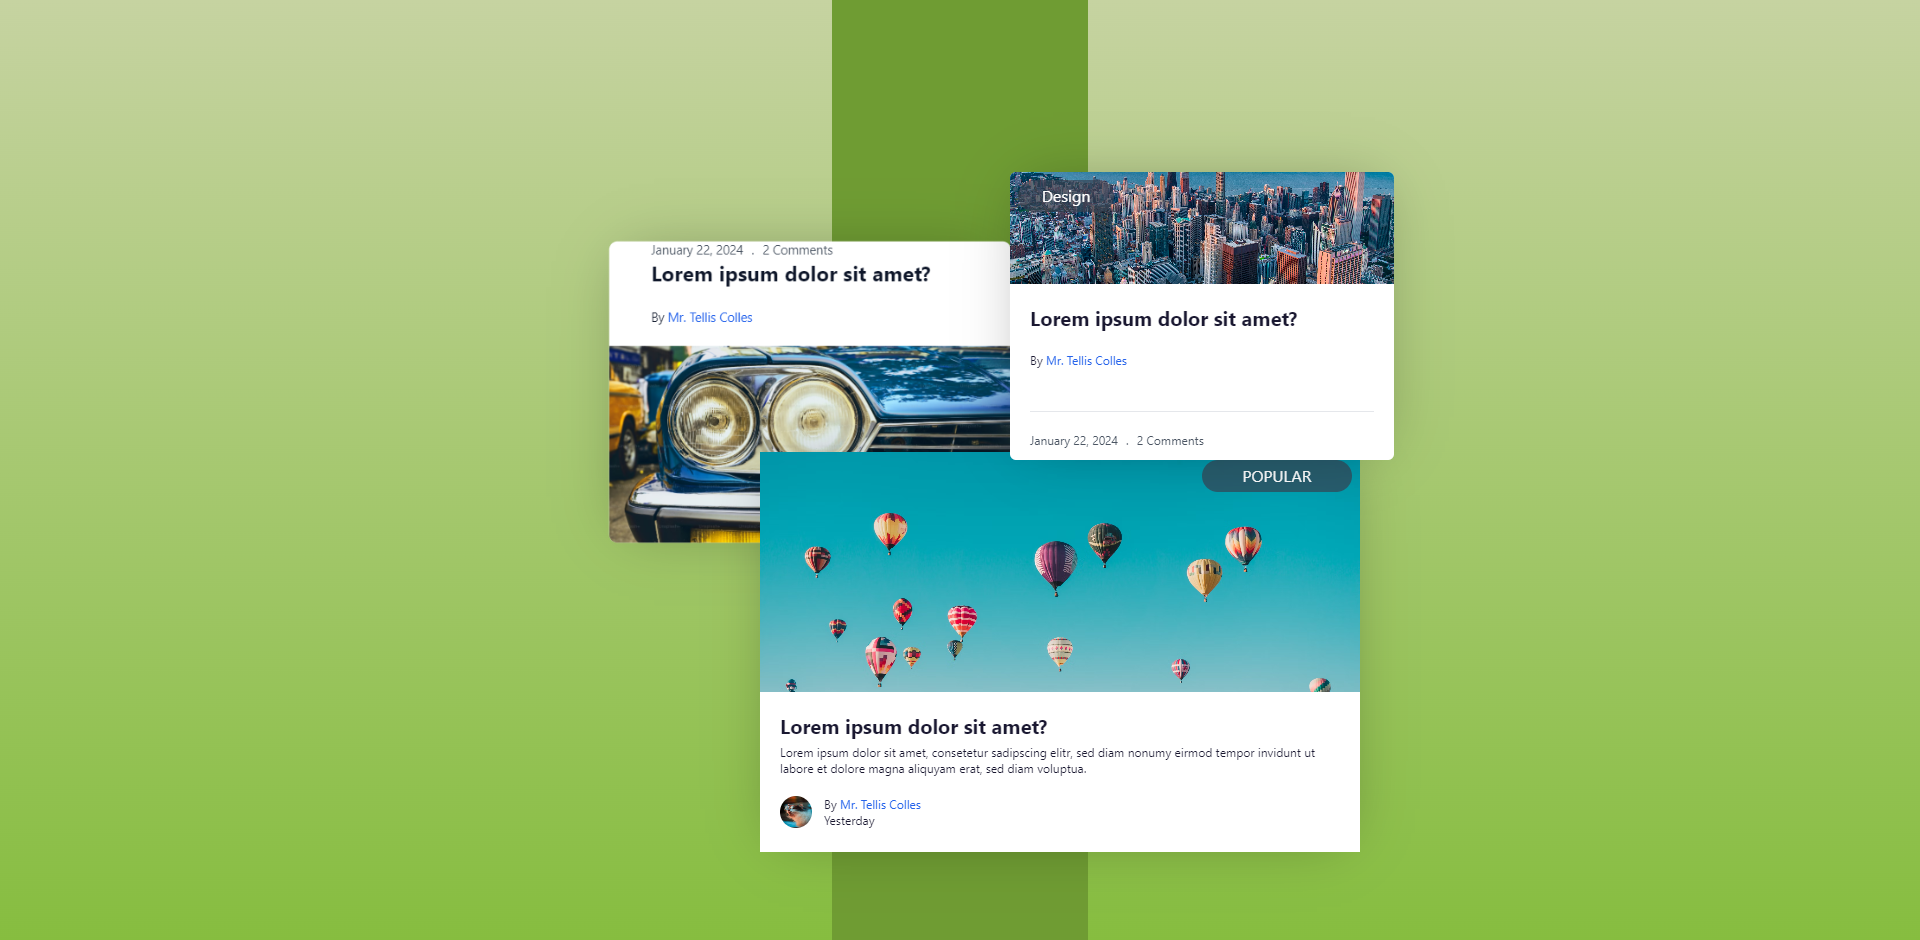 January 22, 2024 . 2 Comments
Lorem ipsum dolor sit amet?
By Mr. Tellis Colles
Design
Lorem ipsum dolor sit amet?
By Mr. Tellis Colles
January 22, 2024 . 2 Comments
POPULAR
Lorem ipsum dolor sit amet?
Lorem ipsum dolor sit amet, consetetur sadipscing elitr, sed diam nonumy eirmod tempor invidunt ut
labore et dolore magna aliquyam erat, sed diam voluptua.
By Mr. Tellis Colles
Yesterday